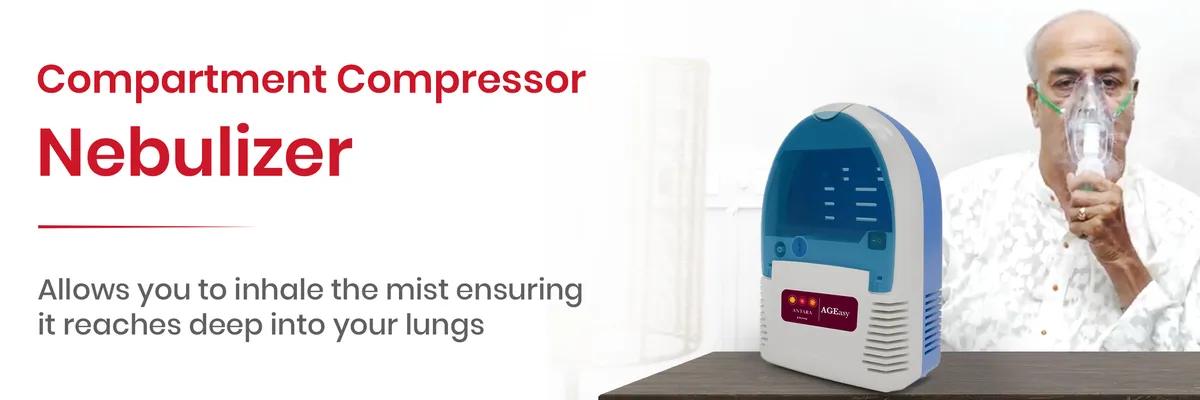 Compartment Compressor
Nebulizer
Allows you to inhale the mist ensuring
it reaches deep into your lungs
ANTARA
AGEasy